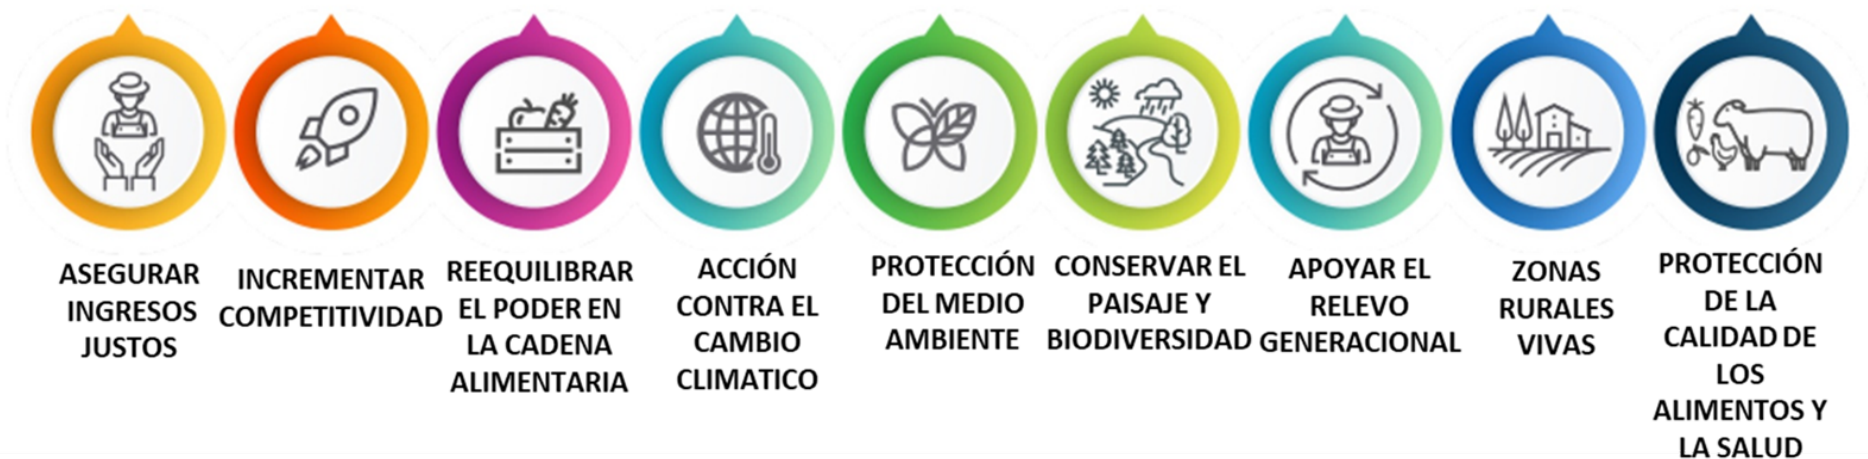 ASEGURAR
INGRESOS
JUSTOS
INCREMENTAR
COMPETITIVIDAD
REEQUILIBRAR
EL PODER EN
LA CADENA
ALIMENTARIA
ACCIÓN
CONTRA EL
CAMBIO
CLIMATICO
PROTECCIÓN
DEL MEDIO
AMBIENTE
CONSERVAR EL
PAISAJE Y
BIODIVERSIDAD
APOYAR EL
RELEVO
GENERACIONAL
ZONAS
RURALES
VIVAS
PROTECCIÓN
DE LA
CALIDAD DE
LOS
ALIMENTOS Y
LA SALUD